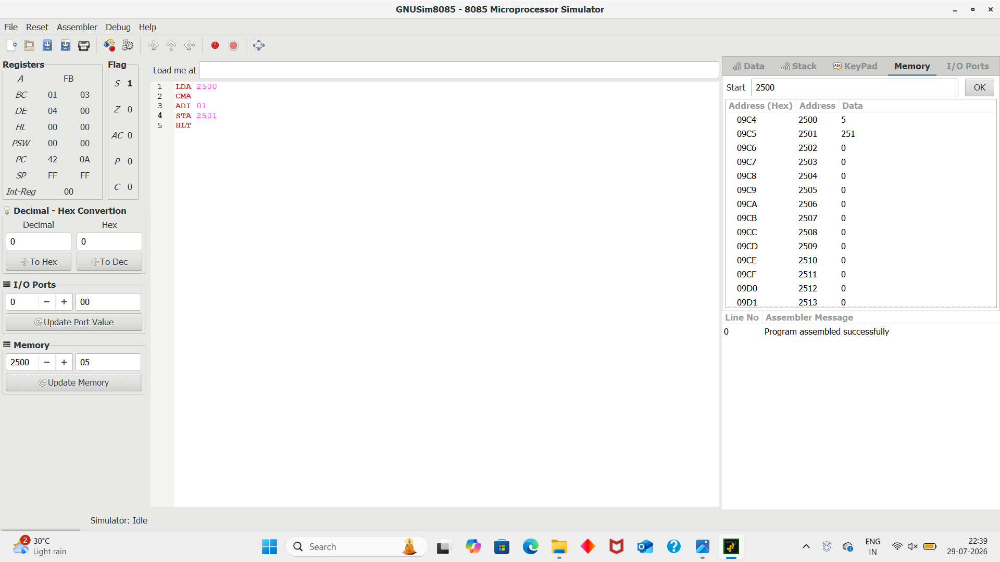 GNUSim8085 - 8085 Microprocessor Simulator
File Reset Assembler Debug Help
Registers
A FB
BC 01 03
DE 04 00
HL 00 00
PSW 00 00
PC 42 0A
SP FF FF
Int-Reg 00
Flag
S 1
Z 0
AC 0
P 0
C 0
Decimal - Hex Convertion
Decimal Hex
0 0
To Hex To Dec
I/O Ports
0 − + 00
Update Port Value
Memory
2500 − + 05
Update Memory
Load me at
1 LDA 2500
2 CMA
3 ADI 01
4 STA 2501
5 HLT
Data Stack Abc KeyPad Memory I/O Ports
Start 2500 OK
Address (Hex) Address Data
09C4 2500 5
09C5 2501 251
09C6 2502 0
09C7 2503 0
09C8 2504 0
09C9 2505 0
09CA 2506 0
09CB 2507 0
09CC 2508 0
09CD 2509 0
09CE 2510 0
09CF 2511 0
09D0 2512 0
09D1 2513 0
Line No Assembler Message
0 Program assembled successfully
Simulator: Idle
2 30°C
Light rain
Search
ENG
IN
22:39
29-07-2026